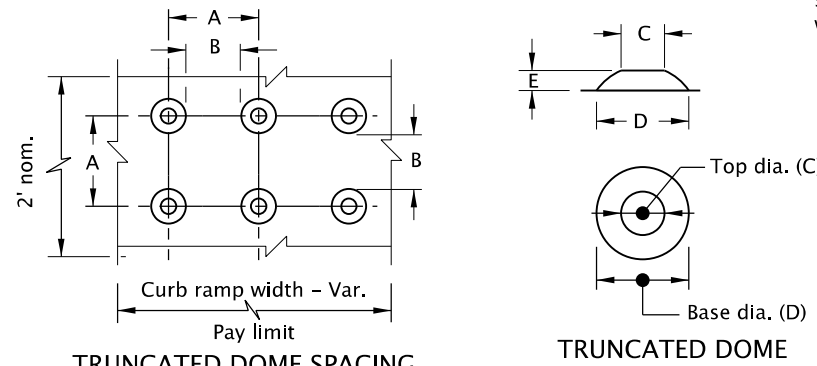 A
B
2' nom.
A
B
Curb ramp width – Var.
Pay limit
TRUNCATED DOME SPACING
C
E
D
Top dia. (C)
Base dia. (D)
TRUNCATED DOME